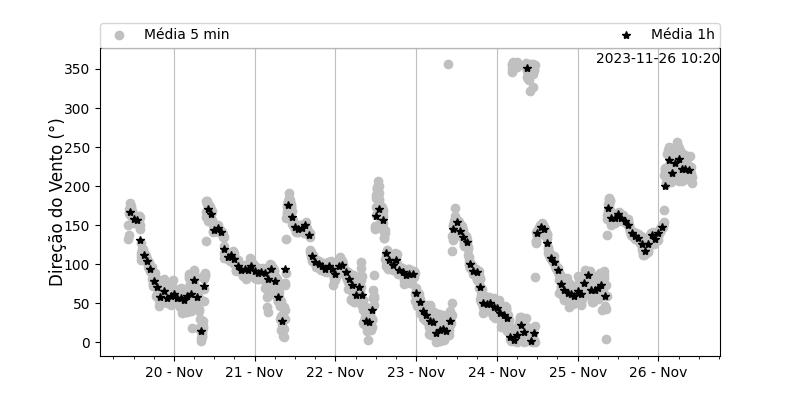 Média 5 min
Média 1h
2023-11-26 10:20
Direção do Vento (°)
350
300
250
200
150
100
50
0
20 - Nov
21 - Nov
22 - Nov
23 - Nov
24 - Nov
25 - Nov
26 - Nov